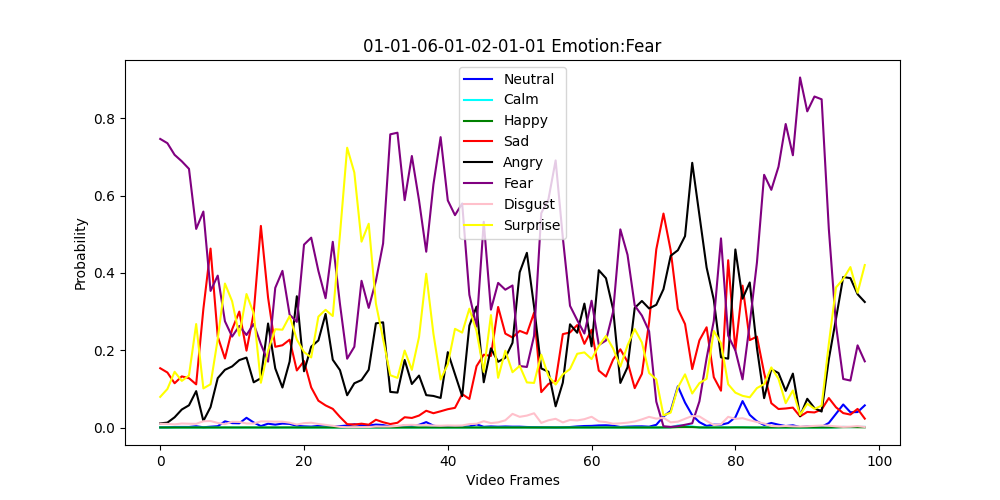 01-01-06-01-02-01-01 Emotion:Fear
Neutral
Calm
Happy
Sad
Angry
Fear
Disgust
Surprise
Probability
0.8
0.6
0.4
0.2
0.0
0 20 40 60 80 100
Video Frames